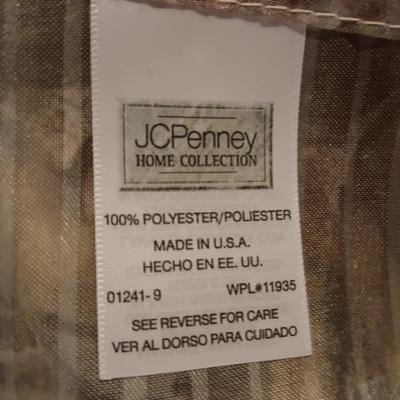 JCPenney
HOME COLLECTION
100% POLYESTER/POLIESTER
MADE IN U.S.A.
HECHO EN EE. UU.
01241-9 WPL#11935
SEE REVERSE FOR CARE
VER AL DORSO PARA CUIDADO